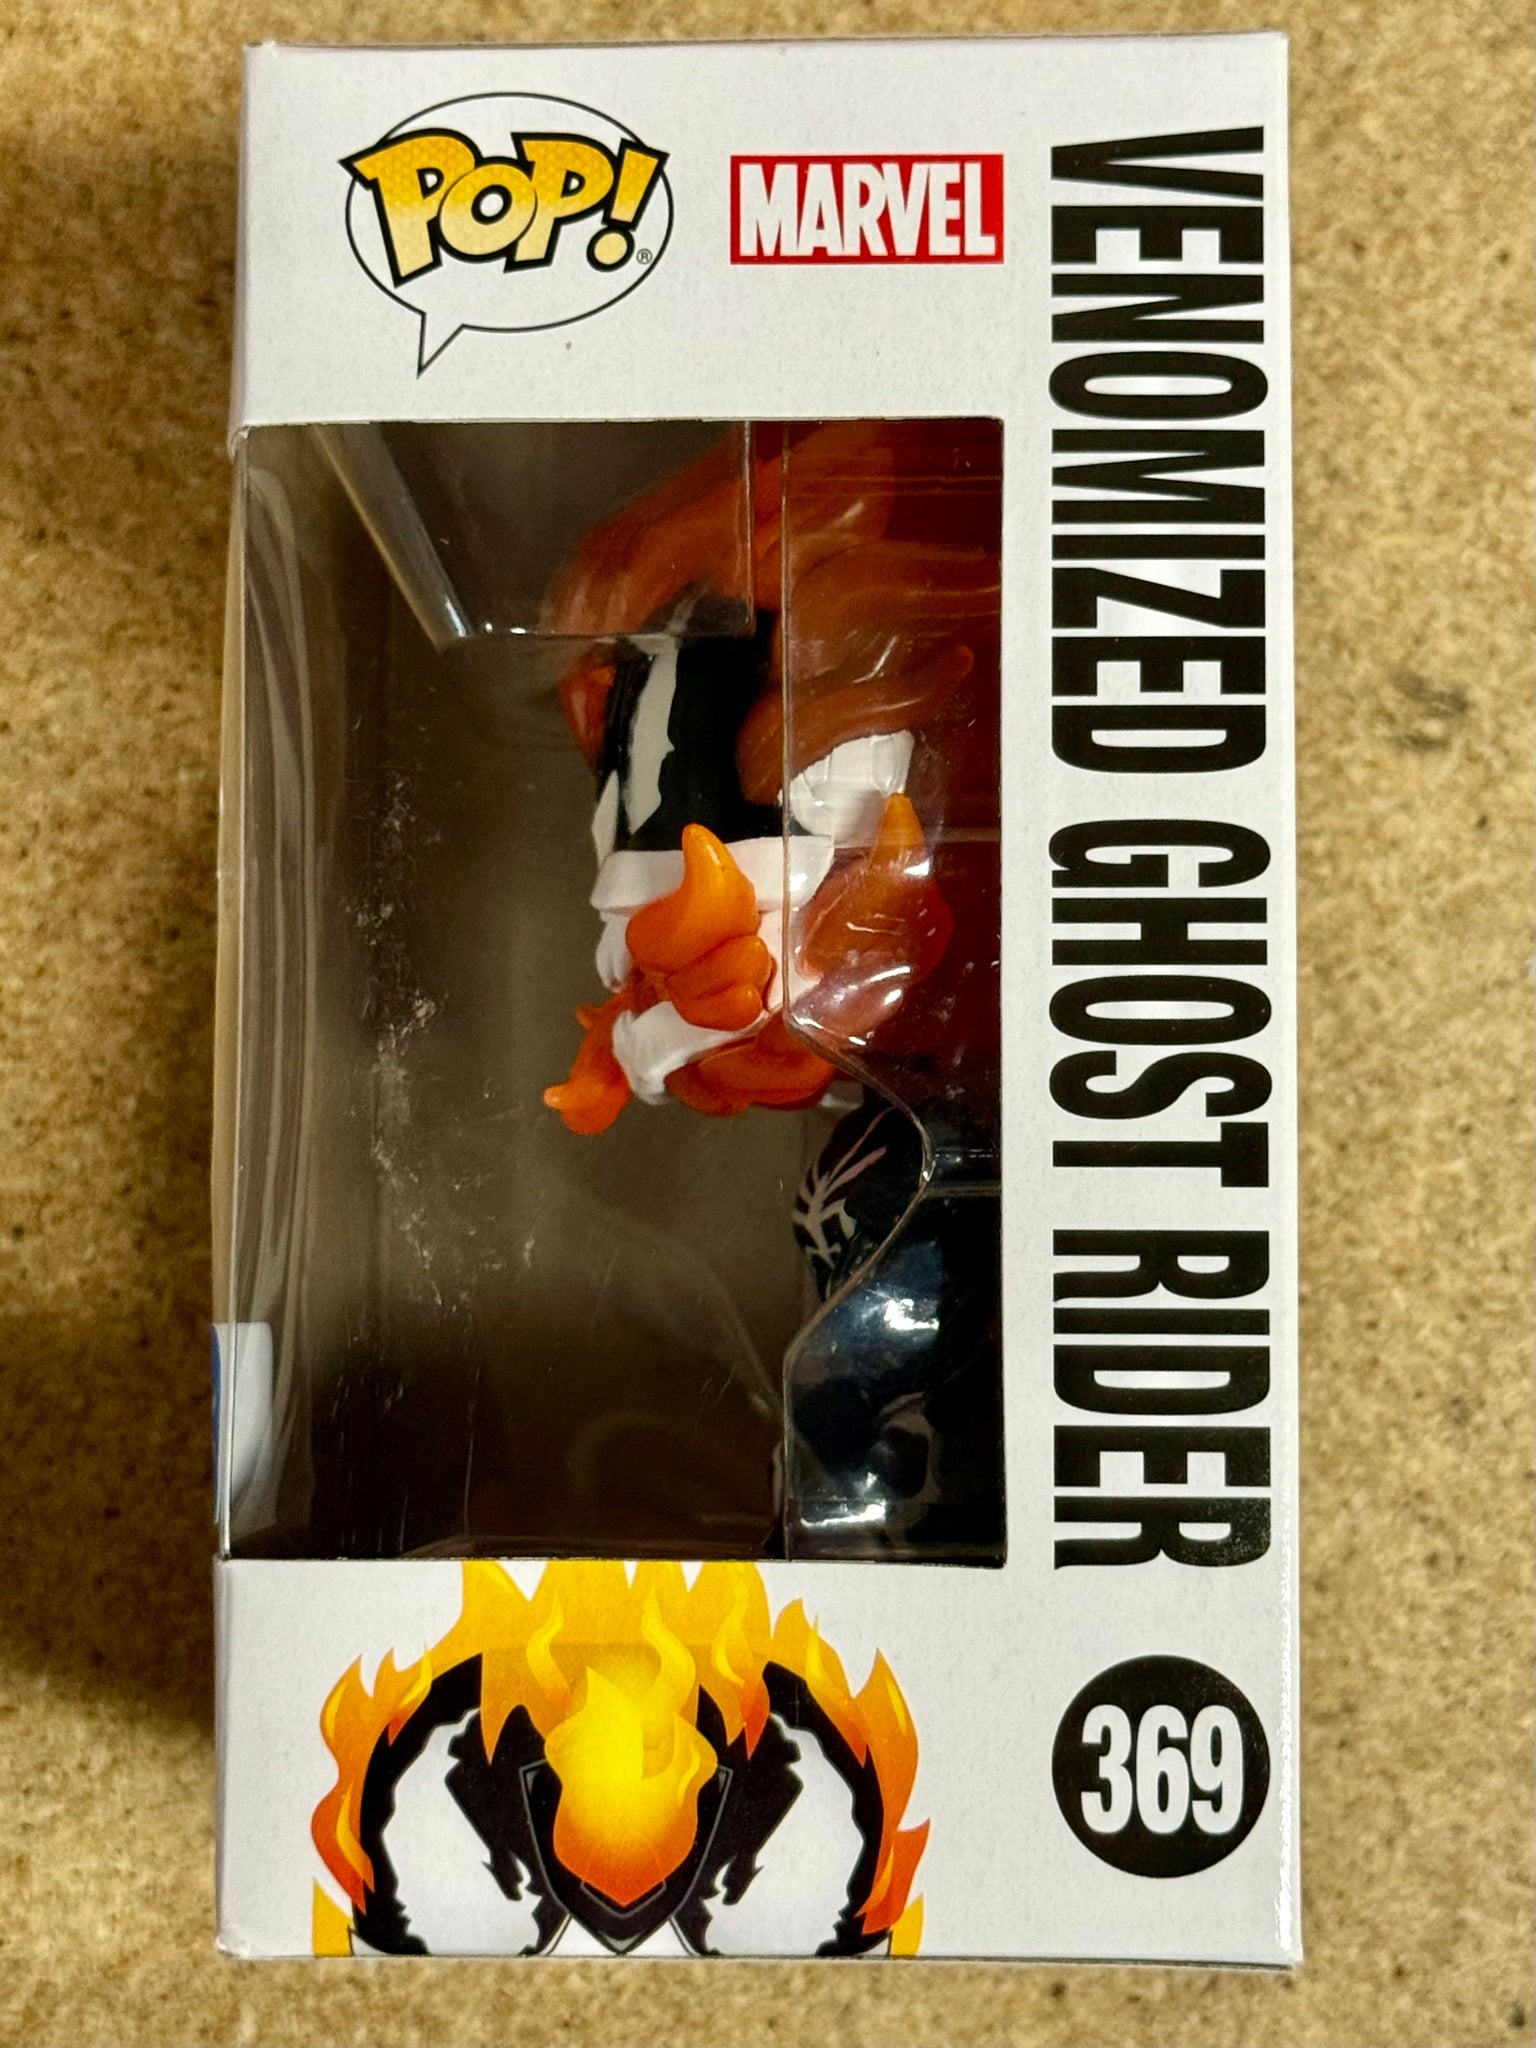 POP!®
MARVEL
VENOMIZED GHOST RIDER
369